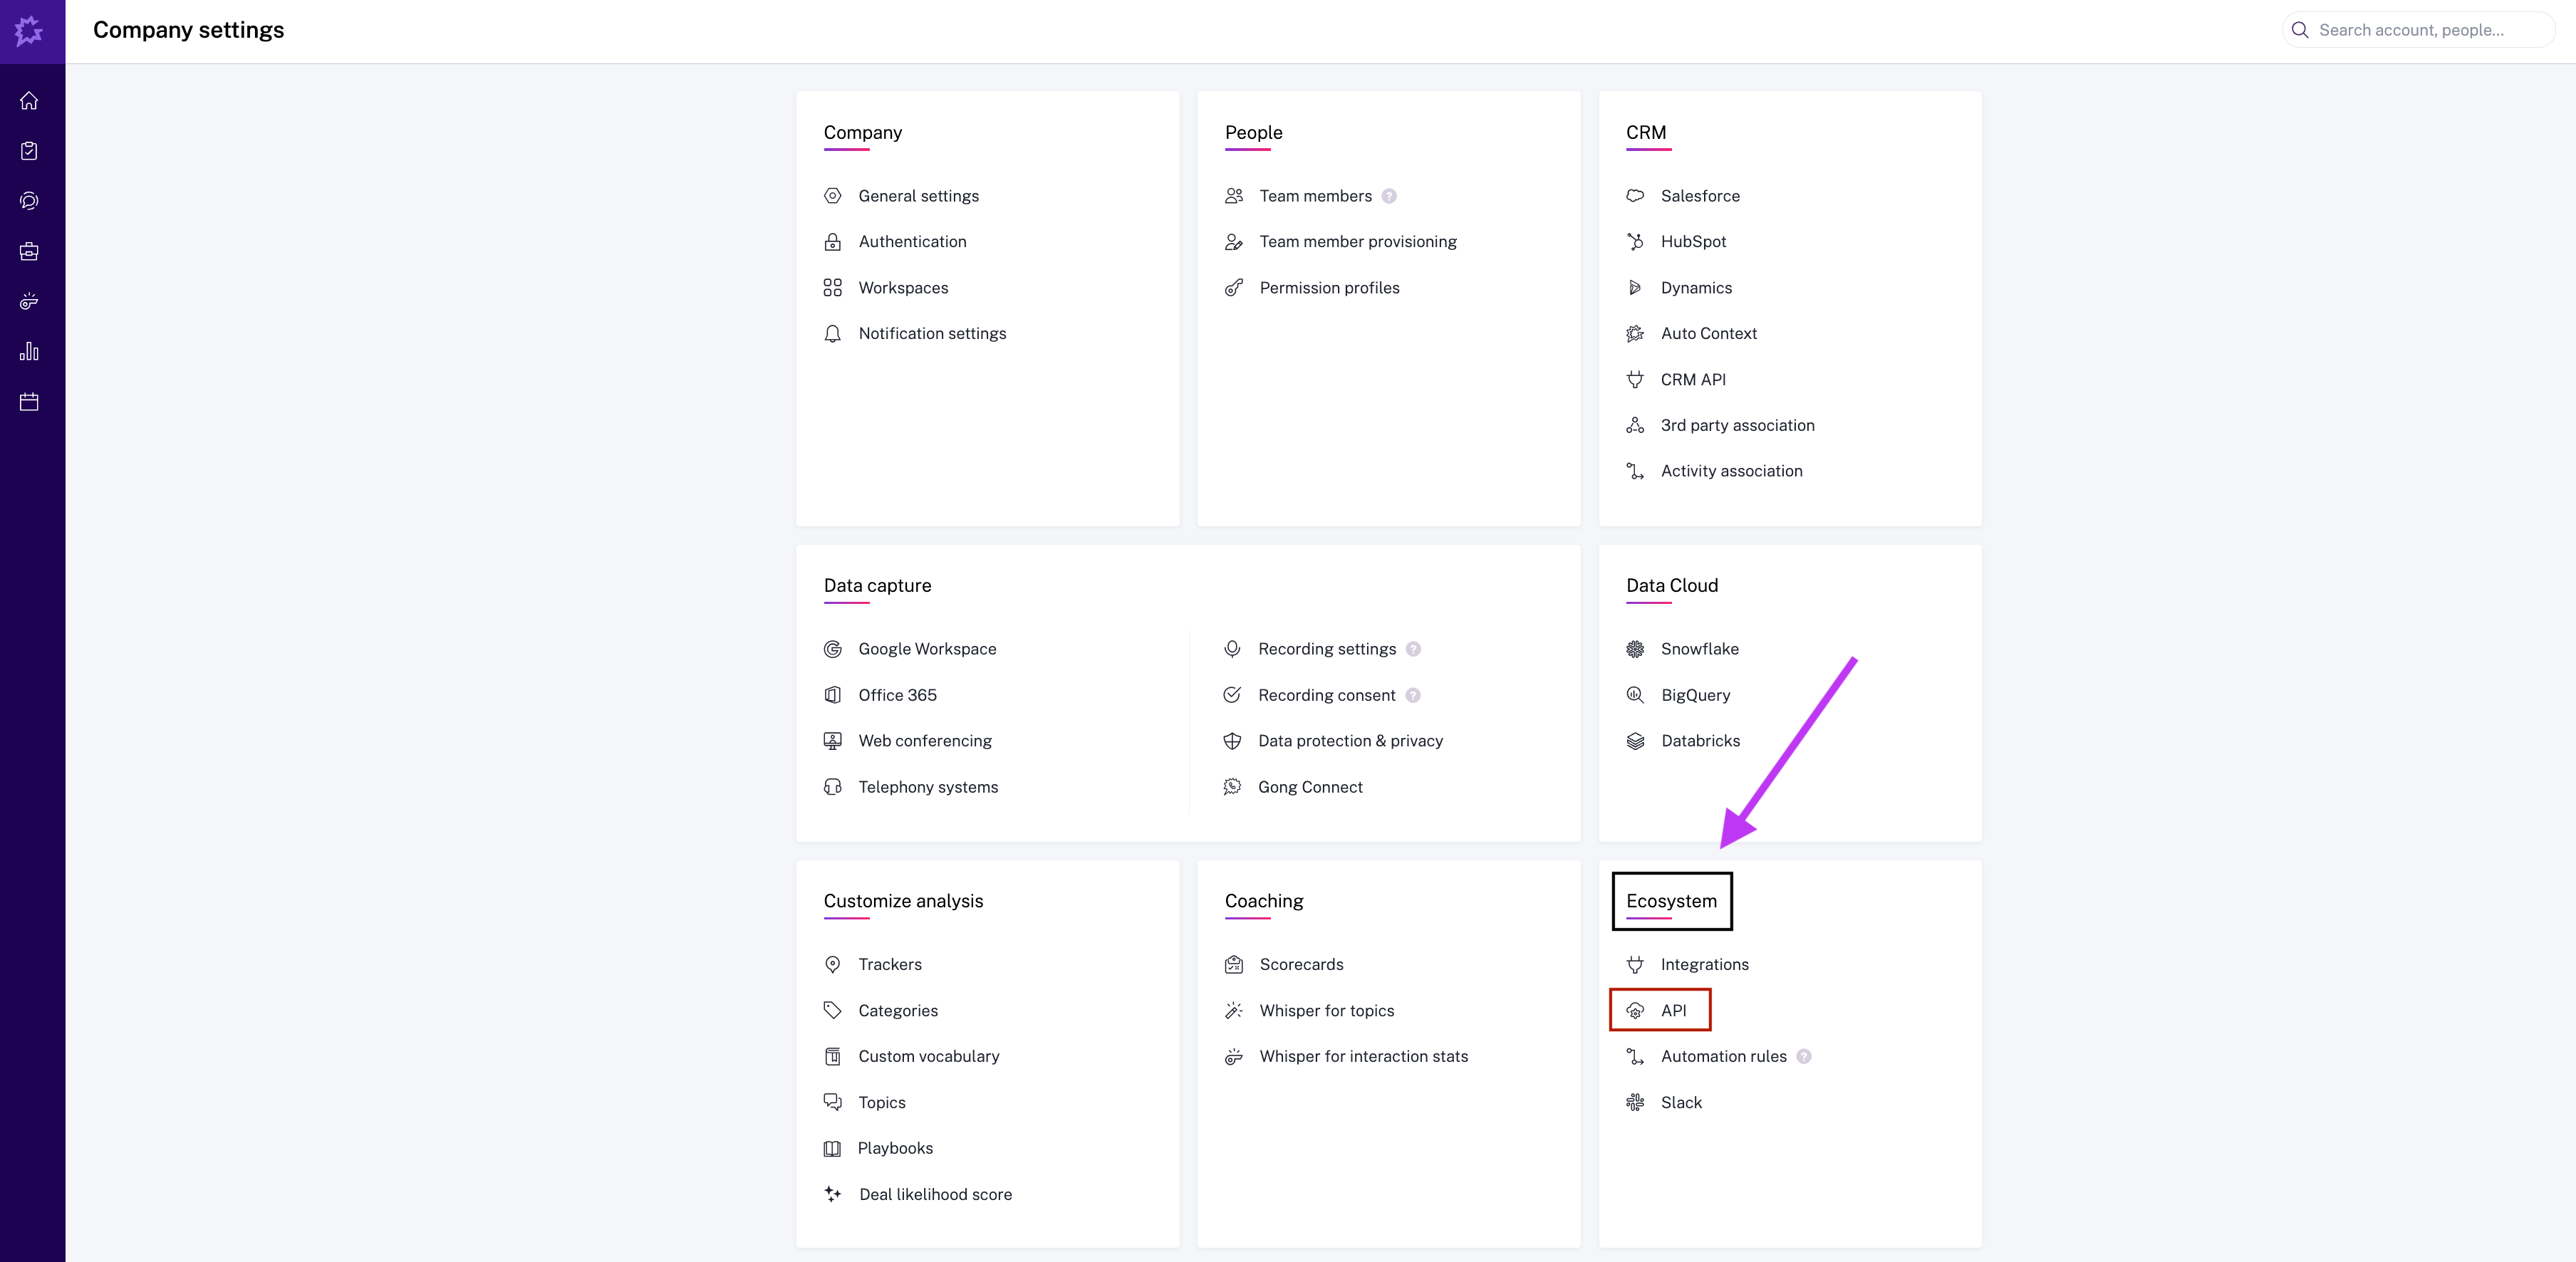 Company settings
Search account, people...
Company
General settings
Authentication
Workspaces
Notification settings
People
Team members ?
Team member provisioning
Permission profiles
CRM
Salesforce
HubSpot
Dynamics
Auto Context
CRM API
3rd party association
Activity association
Data capture
Google Workspace
Office 365
Web conferencing
Telephony systems
Recording settings ?
Recording consent ?
Data protection & privacy
Gong Connect
Data Cloud
Snowflake
BigQuery
Databricks
Customize analysis
Trackers
Categories
Custom vocabulary
Topics
Playbooks
Deal likelihood score
Coaching
Scorecards
Whisper for topics
Whisper for interaction stats
Ecosystem
Integrations
API
Automation rules ?
Slack